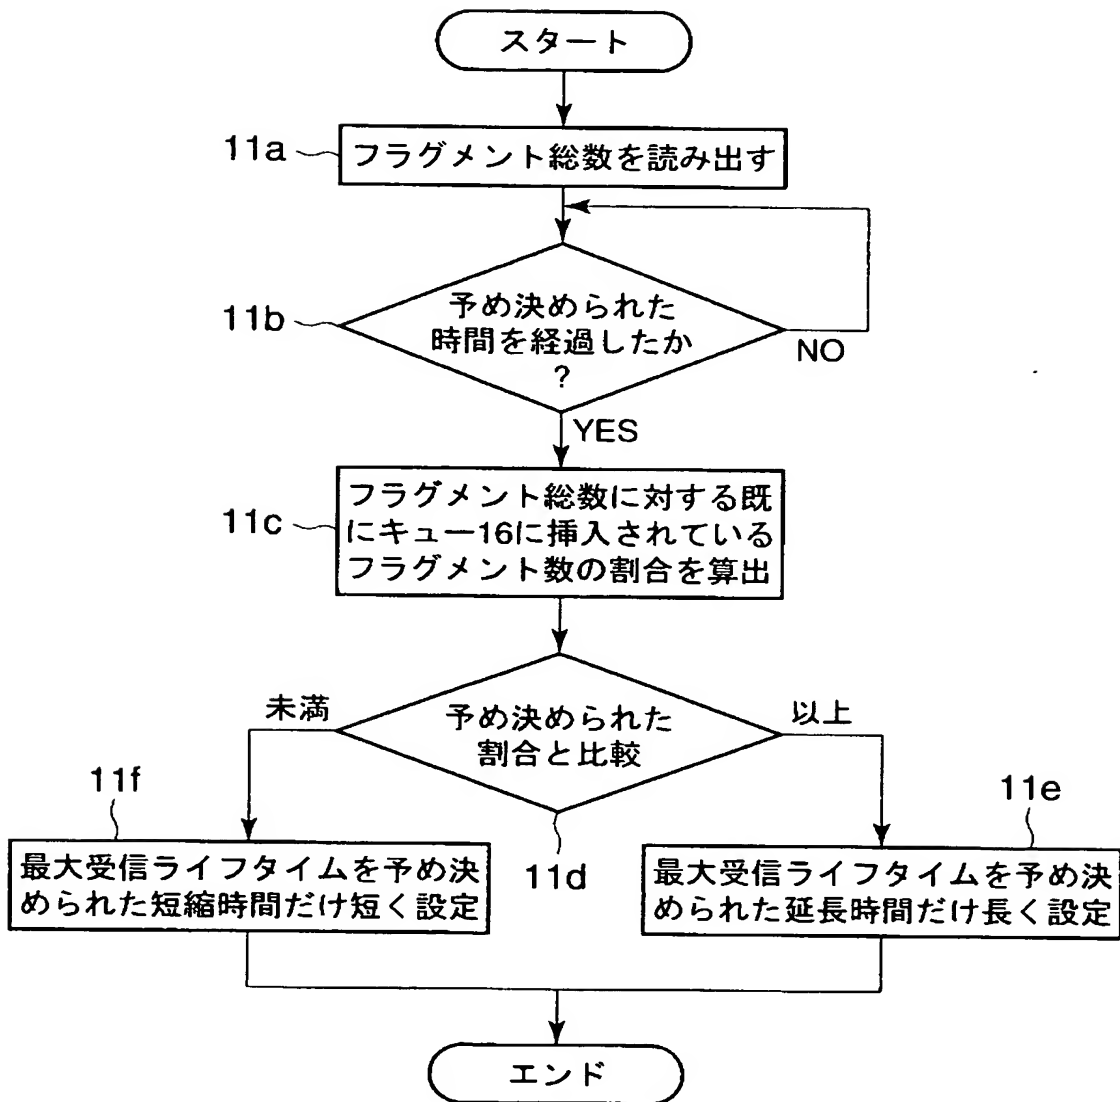 スタート
11a
フラグメント総数を読み出す
11b
予め決められた
時間を経過したか
?
NO
YES
11c
フラグメント総数に対する既
にキュー16に挿入されている
フラグメント数の割合を算出
未満
予め決められた
割合と比較
以上
11f
11e
11d
最大受信ライフタイムを予め決
められた短縮時間だけ短く設定
最大受信ライフタイムを予め決
められた延長時間だけ長く設定
エンド